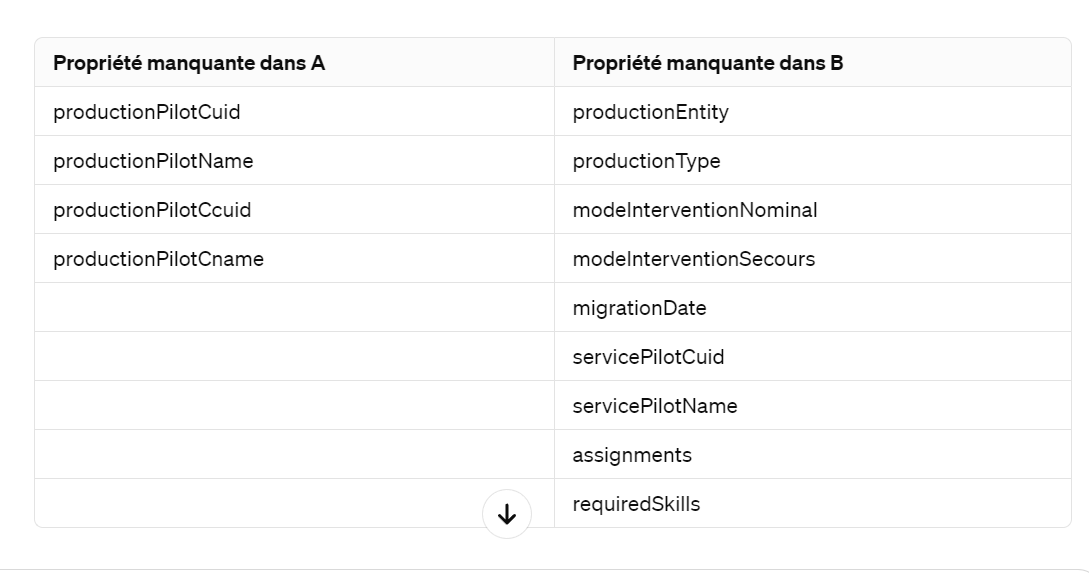 Propriété manquante dans A Propriété manquante dans B
productionPilotCuid productionEntity
productionPilotName productionType
productionPilotCcuid modeInterventionNominal
productionPilotCname modeInterventionSecours
migrationDate
servicePilotCuid
servicePilotName
assignments
requiredSkills